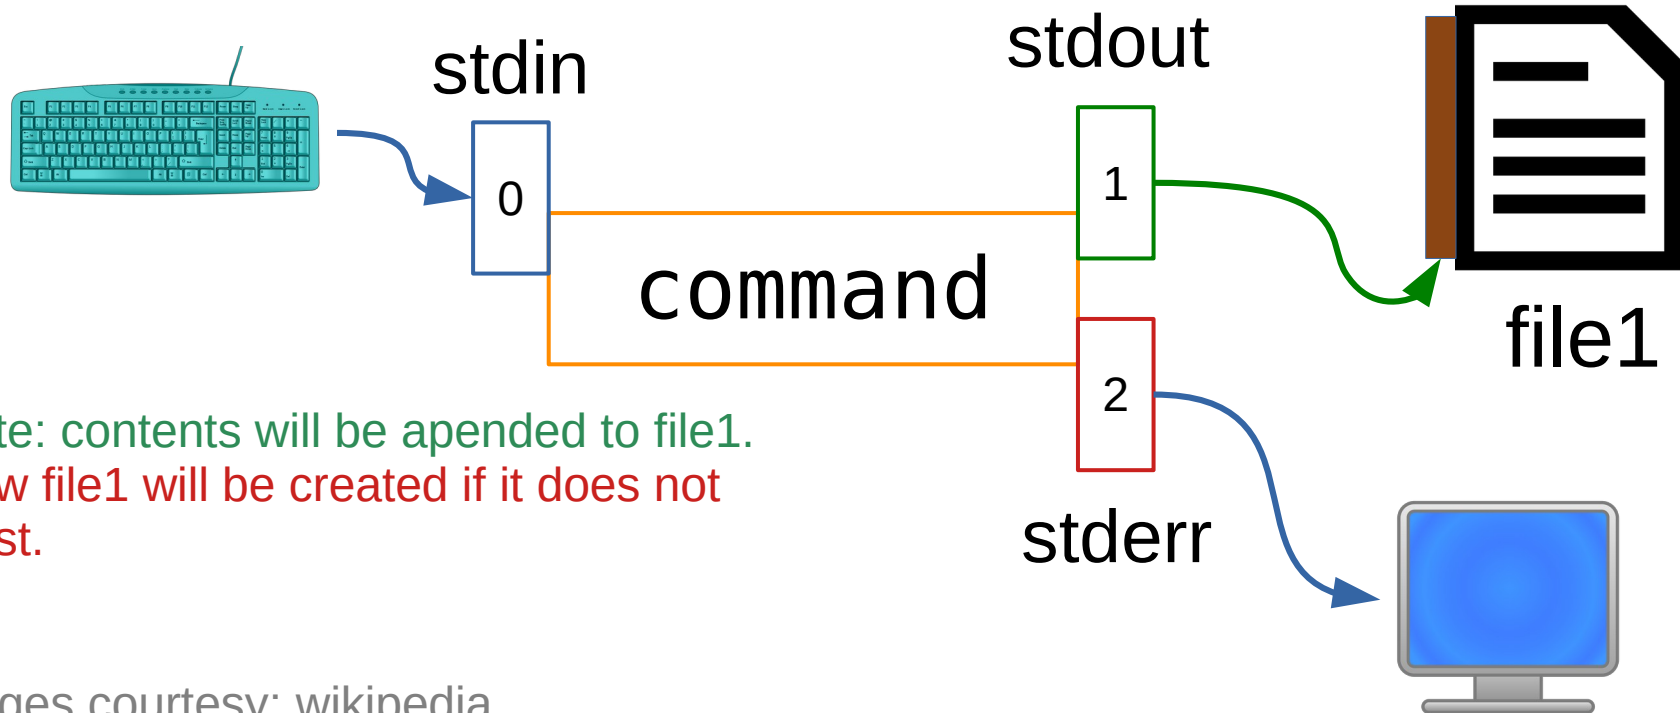 stdin
stdout
0
1
command
file1
2
te: contents will be apended to file1.
w file1 will be created if it does not
st.
stderr
ges courtesy: wikipedia